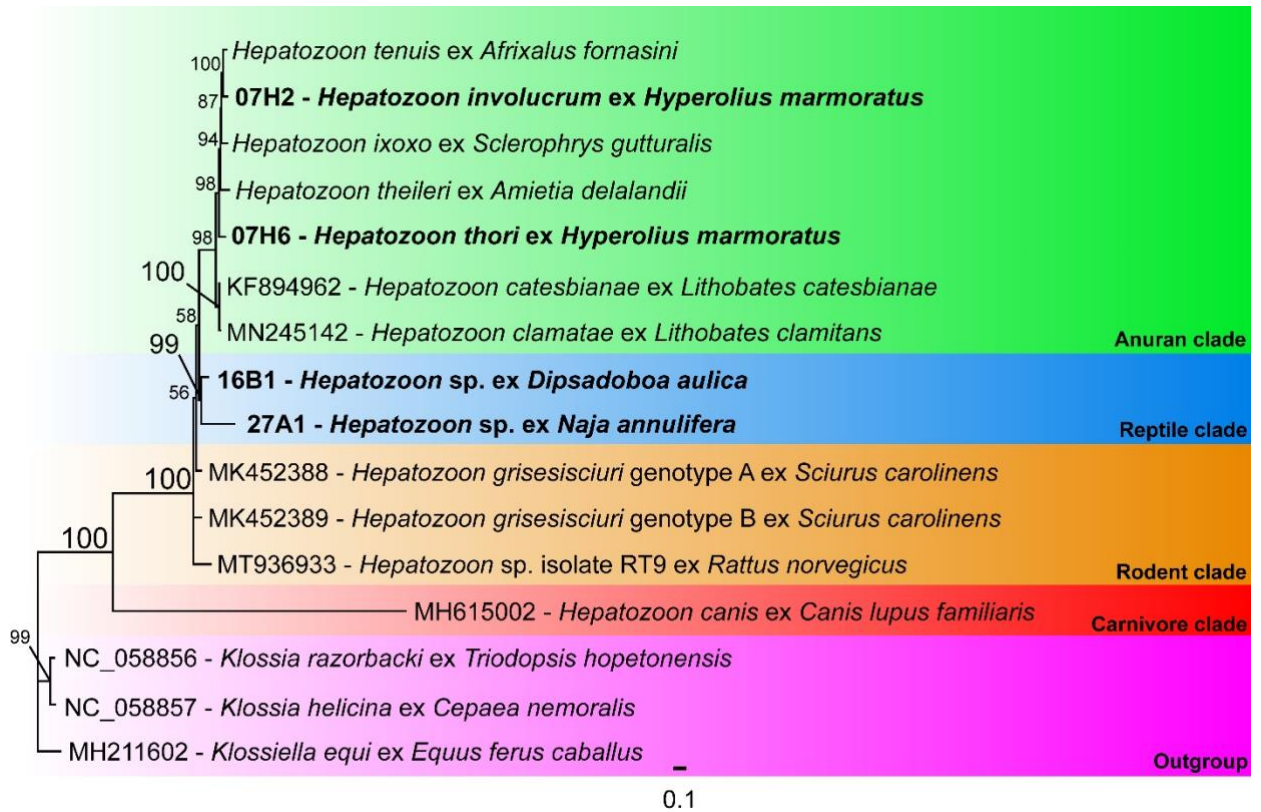 Hepatozoon tenuis ex Afrixalus fornasini
100
07H2 - Hepatozoon involucrum ex Hyperolius marmoratus
87
Hepatozoon ixoxo ex Sclerophrys gutturalis
94
Hepatozoon theileri ex Amietia delalandii
98
07H6 - Hepatozoon thori ex Hyperolius marmoratus
98
100
KF894962 - Hepatozoon catesbianae ex Lithobates catesbianae
58
MN245142 - Hepatozoon clamatae ex Lithobates clamitans
Anuran clade
99
16B1 - Hepatozoon sp. ex Dipsadoboa aulica
56
27A1 - Hepatozoon sp. ex Naja annulifera
Reptile clade
100
MK452388 - Hepatozoon grisesisciuri genotype A ex Sciurus carolinens
MK452389 - Hepatozoon grisesisciuri genotype B ex Sciurus carolinens
100
MT936933 - Hepatozoon sp. isolate RT9 ex Rattus norvegicus
Rodent clade
MH615002 - Hepatozoon canis ex Canis lupus familiaris
Carnivore clade
99
NC_058856 - Klossia razorbacki ex Triodopsis hopetonensis
NC_058857 - Klossia helicina ex Cepaea nemoralis
MH211602 - Klossiella equi ex Equus ferus caballus
Outgroup
0.1